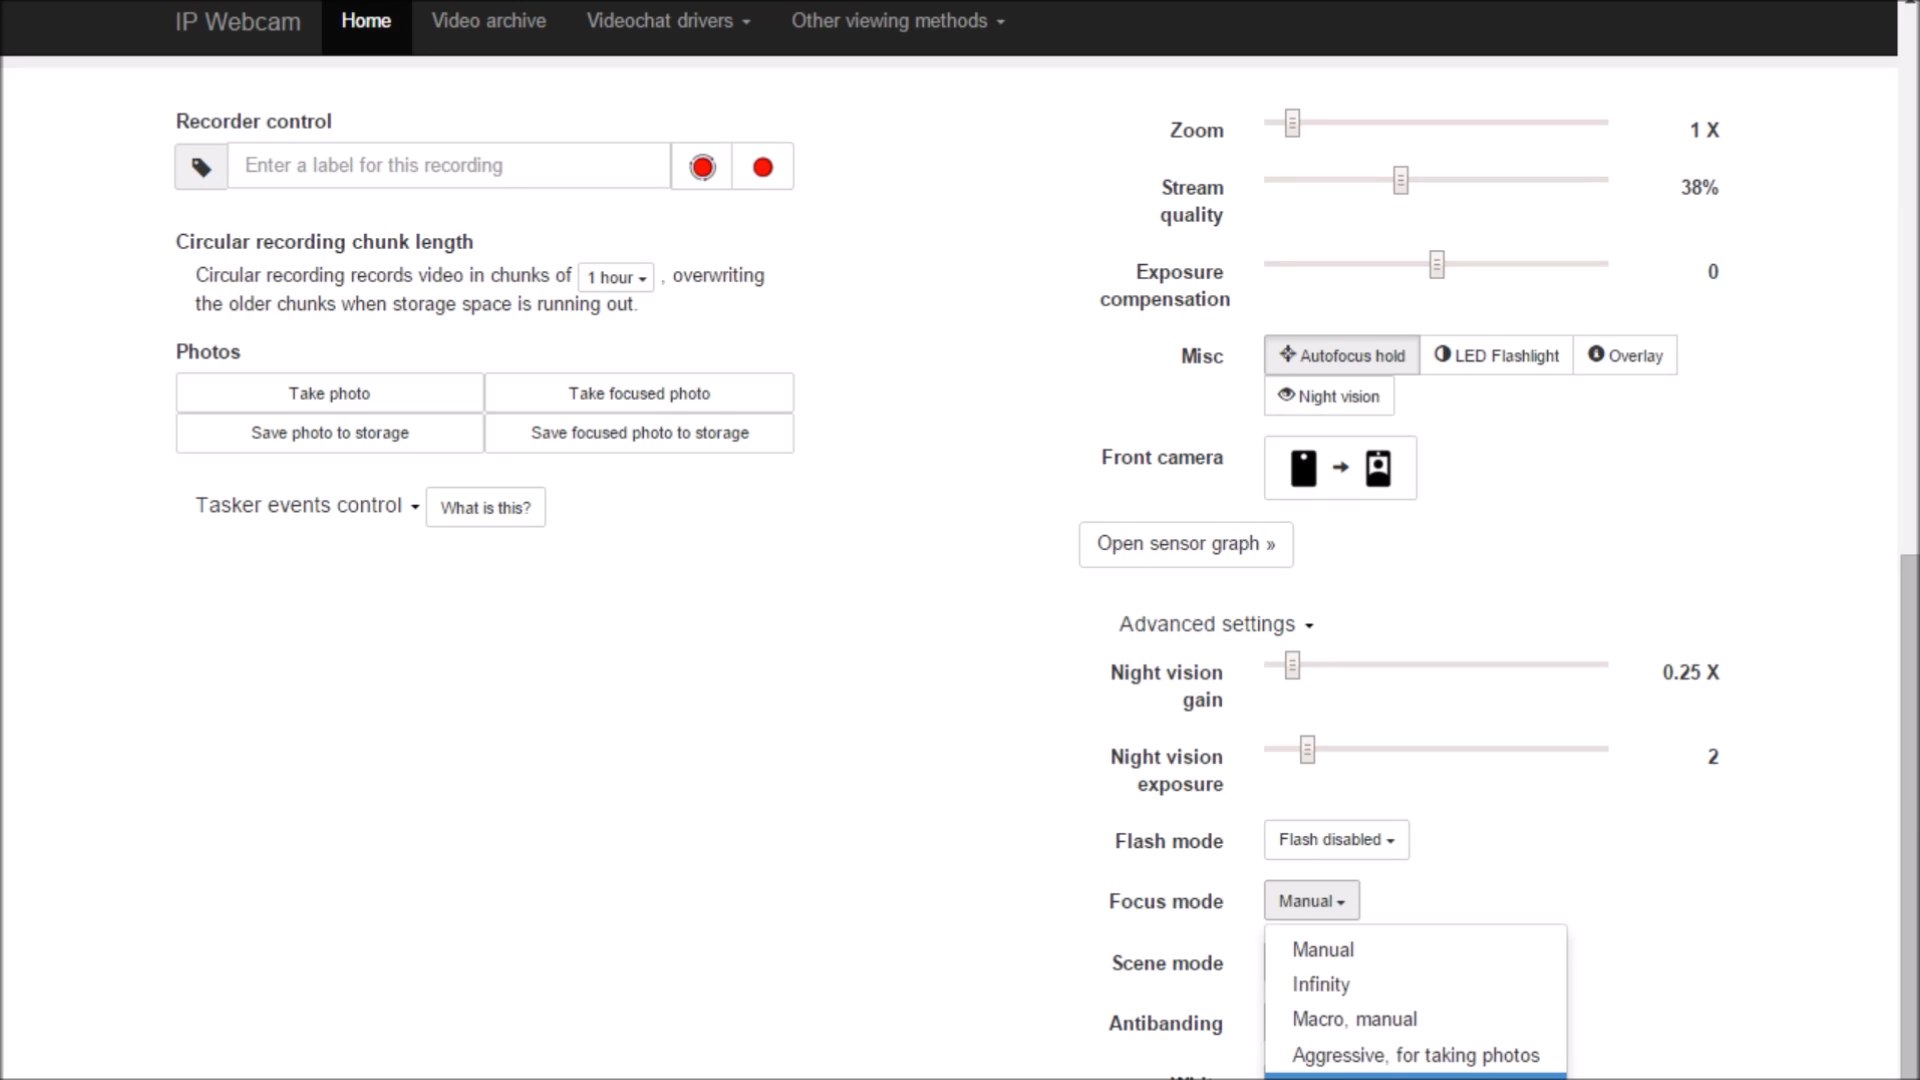 IP Webcam Home Video archive Videochat drivers Other viewing methods
Recorder control
Enter a label for this recording
Circular recording chunk length
Circular recording records video in chunks of 1 hour , overwriting
the older chunks when storage space is running out.
Photos
Take photo Take focused photo
Save photo to storage Save focused photo to storage
Tasker events control What is this?
Zoom 1 X
Stream
quality 38%
Exposure
compensation 0
Misc Autofocus hold LED Flashlight Overlay
Night vision
Front camera
Open sensor graph »
Advanced settings
Night vision
gain 0.25 X
Night vision
exposure 2
Flash mode Flash disabled
Focus mode Manual
Manual
Scene mode
Infinity
Macro, manual
Antibanding
Aggressive, for taking photos